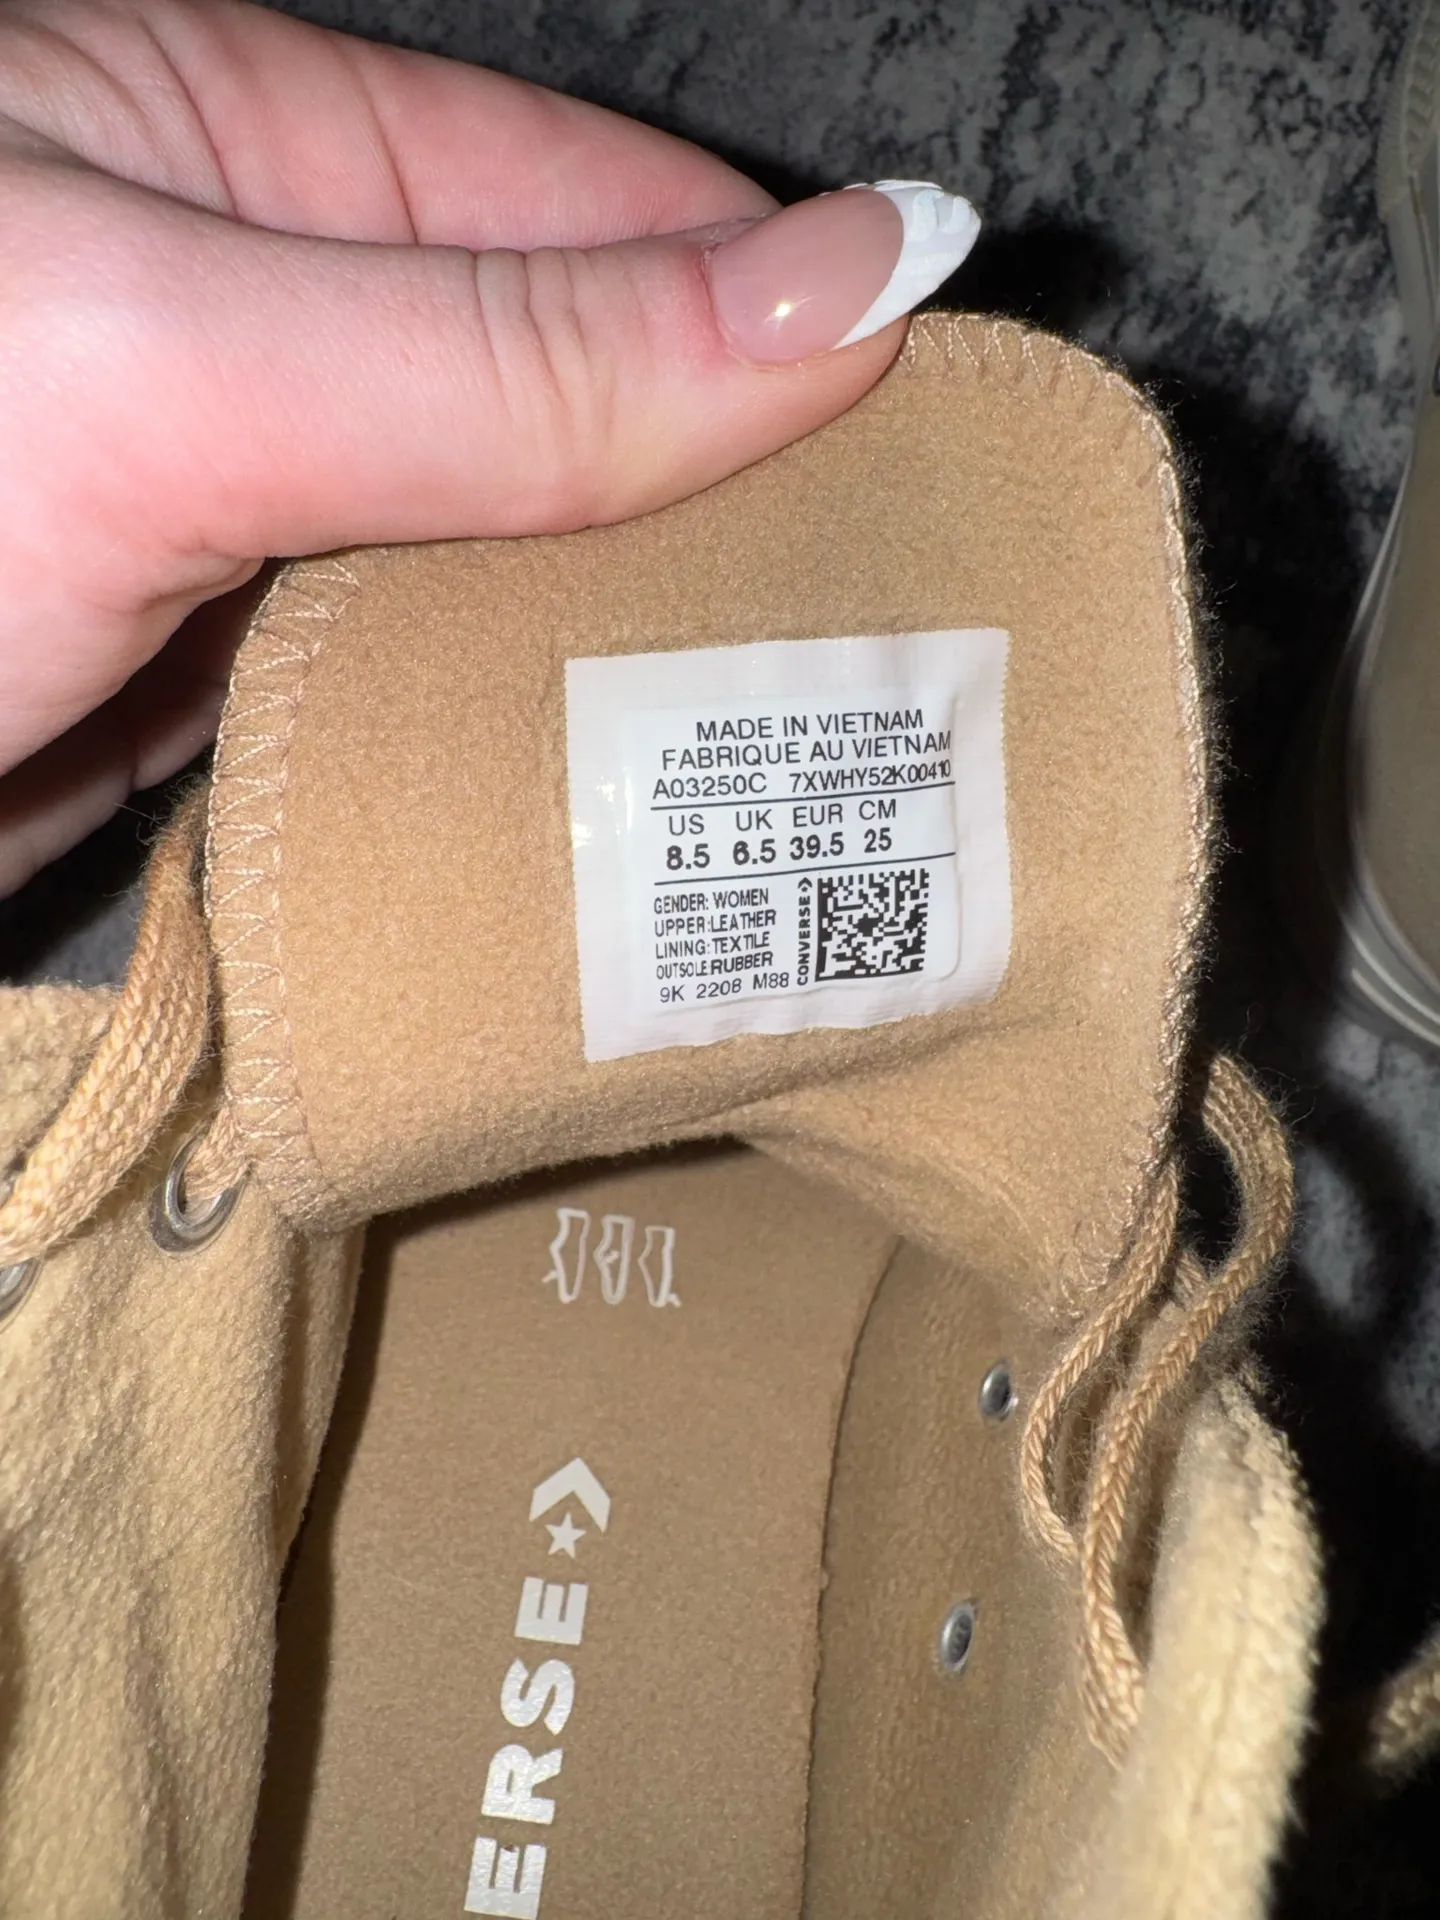 MADE IN VIETNAM
FABRIQUE AU VIETNAM
A03250C 7XWHY52K00410
US UK EUR CM
8.5 6.5 39.5 25
GENDER: WOMEN
UPPER:LEATHER
LINING:TEXTILE
OUTSOLE:RUBBER
9K 2208 M88
CONVERSE
ERSE